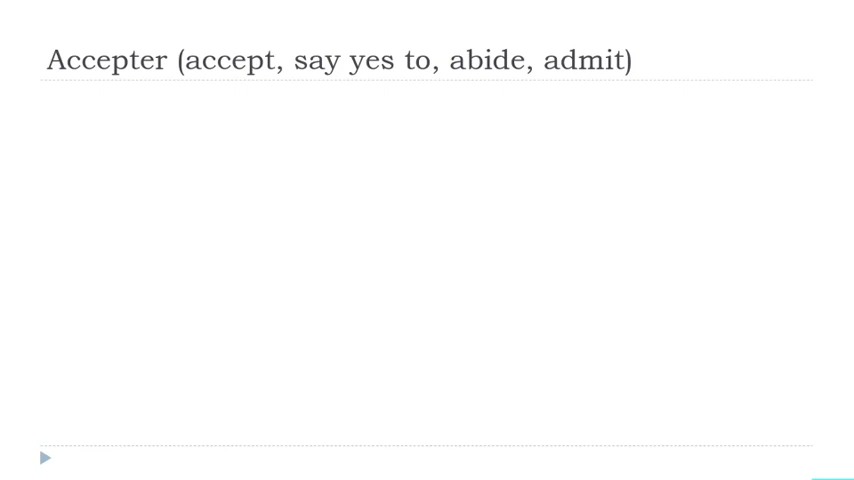 Accepter (accept, say yes to, abide, admit)